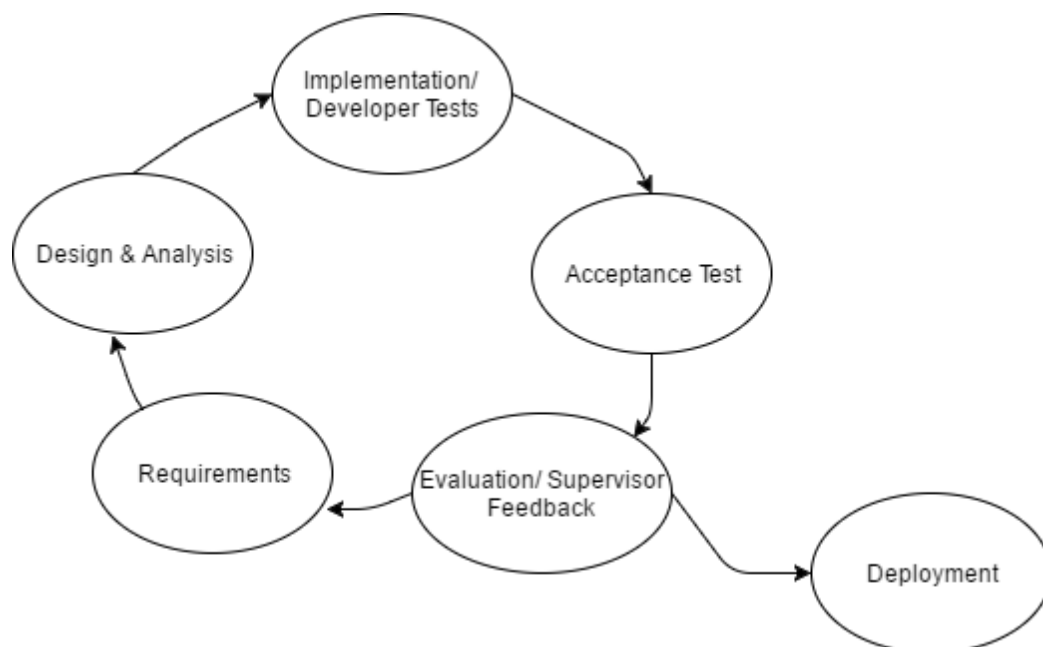 Implementation/
Developer Tests
Design & Analysis
Acceptance Test
Requirements
Evaluation/ Supervisor
Feedback
Deployment